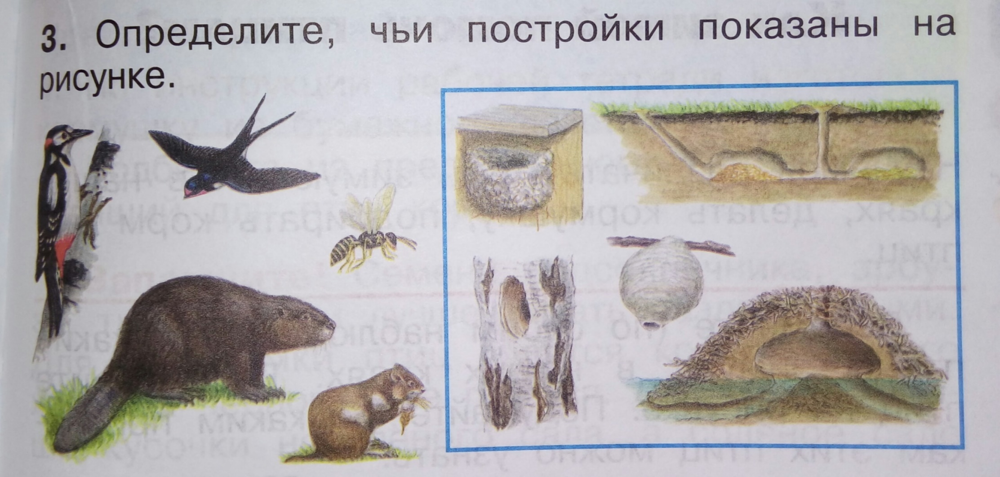 3. Определите, чьи постройки показаны на
рисунке.